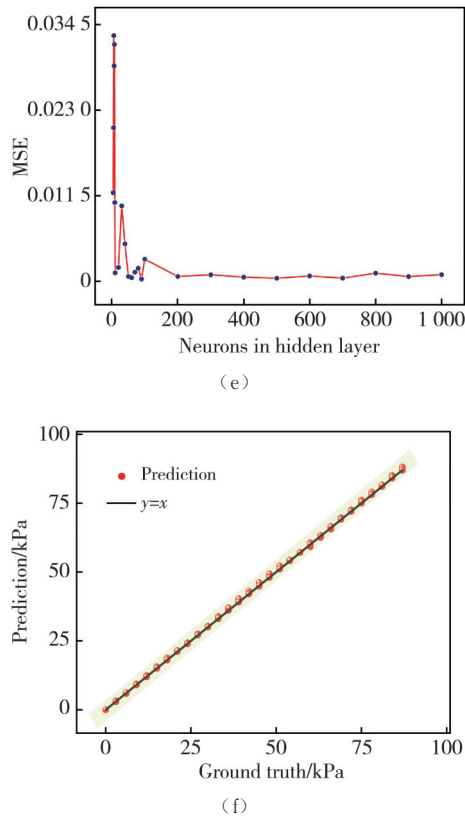 0.034 5
0.023 0
0.011 5
0
MSE
0 200 400 600 800 1 000
Neurons in hidden layer
（e）
100
75
50
25
0
Prediction/kPa
Prediction
y=x
0 25 50 75 100
Ground truth/kPa
（f）